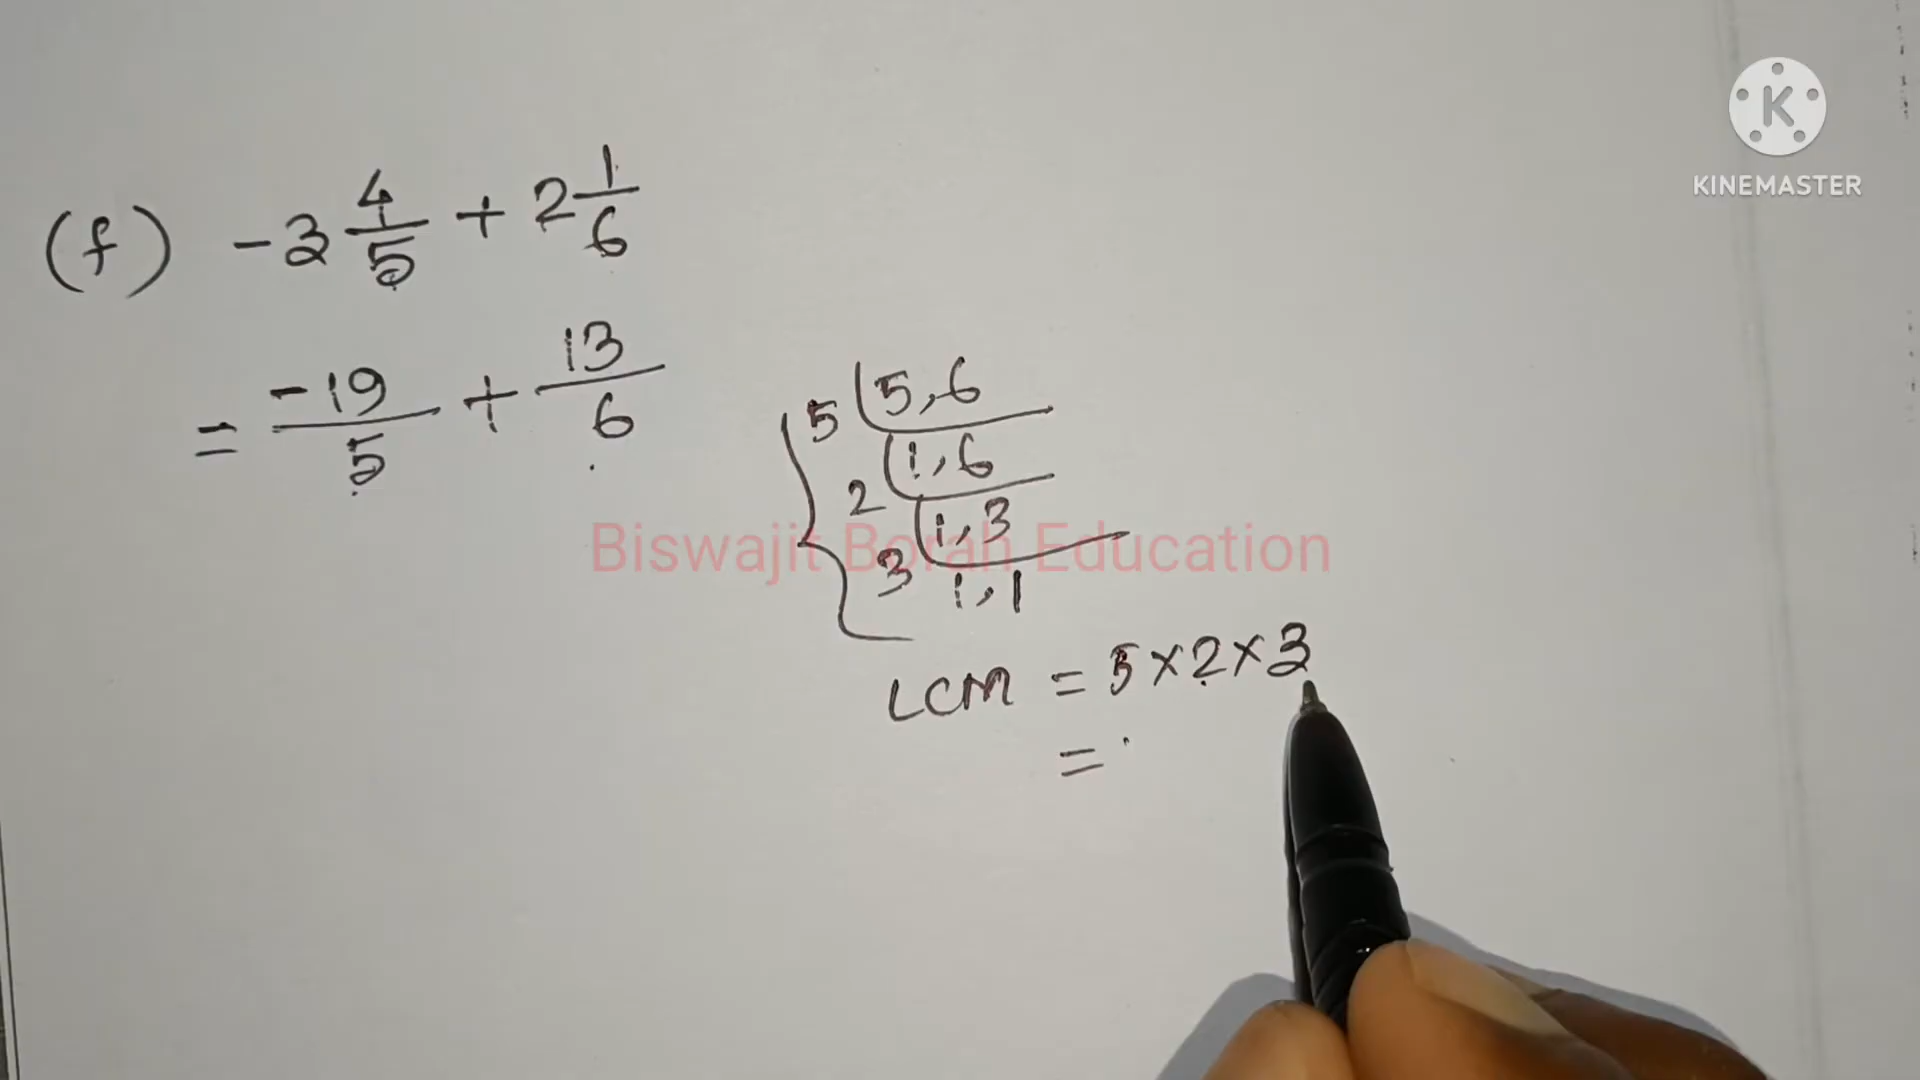 KINEMASTER
(f) -3 4/5 + 2 1/6
= -19/5 + 13/6
5 5,6
2 1,6
3 1,3
1,1
Biswajit Borah Education
LCM = 5×2×3
=